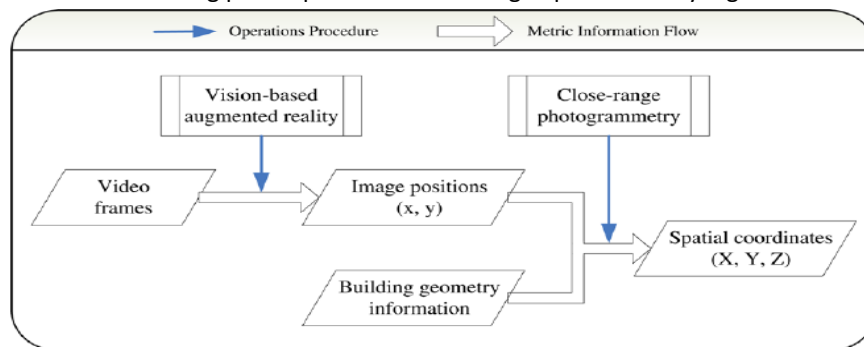 Operations Procedure
Metric Information Flow
Vision-based
augmented reality
Close-range
photogrammetry
Video
frames
Image positions
(x, y)
Spatial coordinates
(X, Y, Z)
Building geometry
information